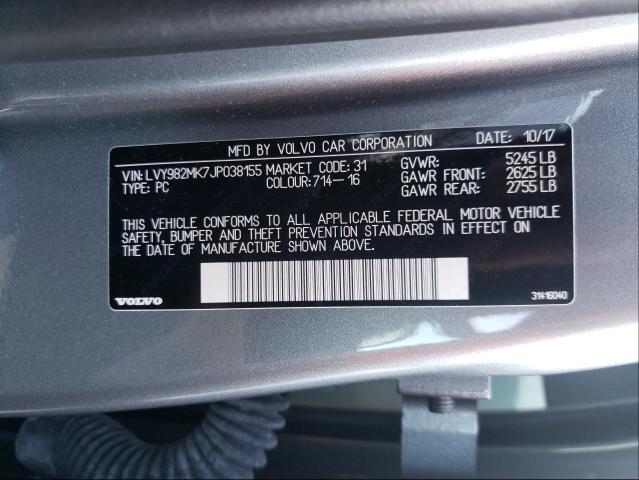 MFD BY VOLVO CAR CORPORATION DATE: 10/17
VIN: LVY982MK7JP038155 MARKET CODE: 31 GVWR: 5245 LB
TYPE: PC COLOUR: 714-16 GAWR FRONT: 2625 LB
GAWR REAR: 2755 LB
THIS VEHICLE CONFORMS TO ALL APPLICABLE FEDERAL MOTOR VEHICLE
SAFETY, BUMPER AND THEFT PREVENTION STANDARDS IN EFFECT ON
THE DATE OF MANUFACTURE SHOWN ABOVE.
VOLVO 31416040